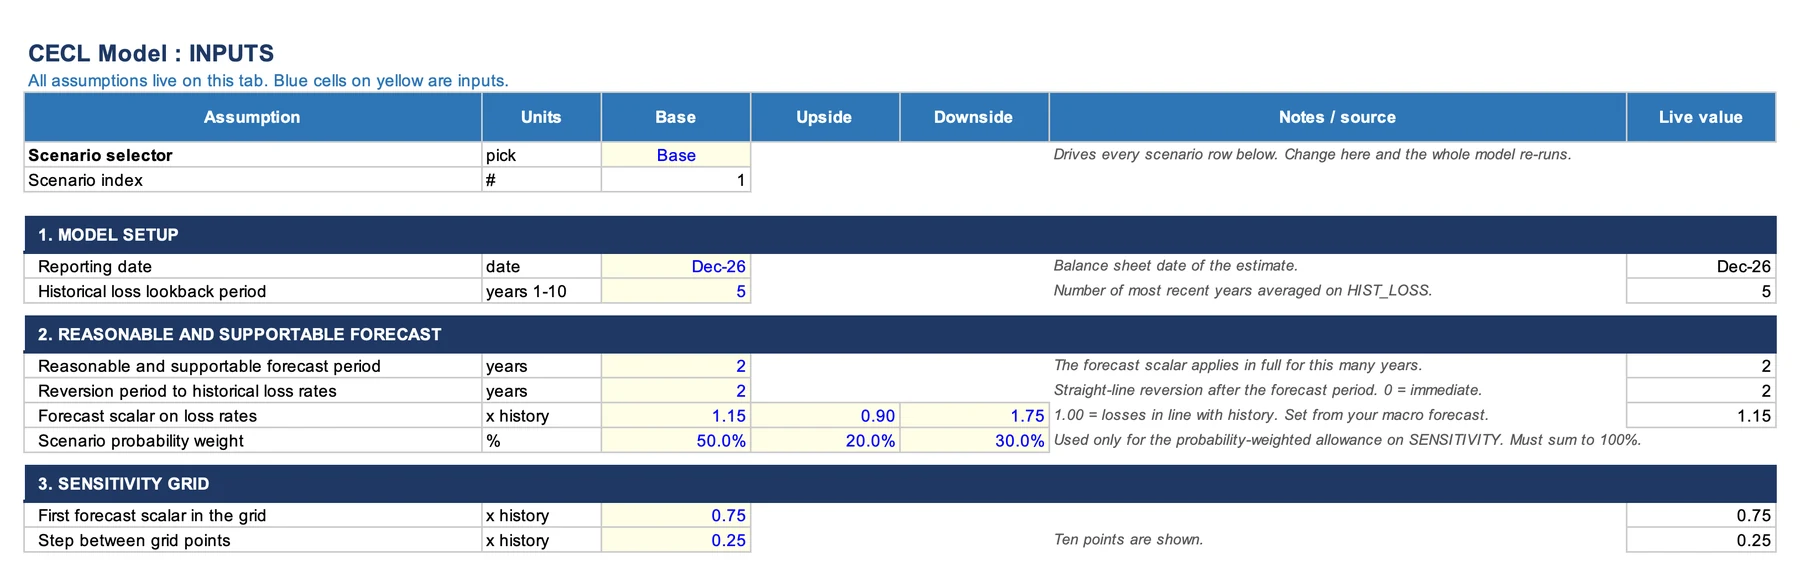 CECL Model : INPUTS
All assumptions live on this tab. Blue cells on yellow are inputs.
Assumption Units Base Upside Downside Notes / source Live value
Scenario selector pick Base Drives every scenario row below. Change here and the whole model re-runs.
Scenario index # 1
1. MODEL SETUP
Reporting date date Dec-26 Balance sheet date of the estimate. Dec-26
Historical loss lookback period years 1-10 5 Number of most recent years averaged on HIST_LOSS. 5
2. REASONABLE AND SUPPORTABLE FORECAST
Reasonable and supportable forecast period years 2 The forecast scalar applies in full for this many years. 2
Reversion period to historical loss rates years 2 Straight-line reversion after the forecast period. 0 = immediate. 2
Forecast scalar on loss rates x history 1.15 0.90 1.75 1.00 = losses in line with history. Set from your macro forecast. 1.15
Scenario probability weight % 50.0% 20.0% 30.0% Used only for the probability-weighted allowance on SENSITIVITY. Must sum to 100%.
3. SENSITIVITY GRID
First forecast scalar in the grid x history 0.75 0.75
Step between grid points x history 0.25 Ten points are shown. 0.25